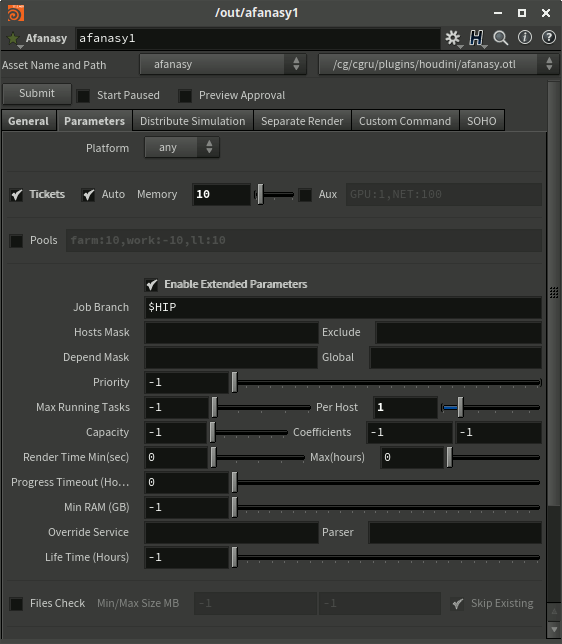 /out/afanasy1
Afanasy afanasy1
Asset Name and Path afanasy /cg/cgru/plugins/houdini/afanasy.otl
Submit Start Paused Preview Approval
General Parameters Distribute Simulation Separate Render Custom Command SOHO
Platform any
Tickets Auto Memory 10 Aux GPU:1,NET:100
Pools farm:10,work:-10,ll:10
Enable Extended Parameters
Job Branch $HIP
Hosts Mask Exclude
Depend Mask Global
Priority -1
Max Running Tasks -1 Per Host 1
Capacity -1 Coefficients -1 -1
Render Time Min(sec) 0 Max(hours) 0
Progress Timeout (Ho... 0
Min RAM (GB) -1
Override Service Parser
Life Time (Hours) -1
Files Check Min/Max Size MB -1 -1 Skip Existing